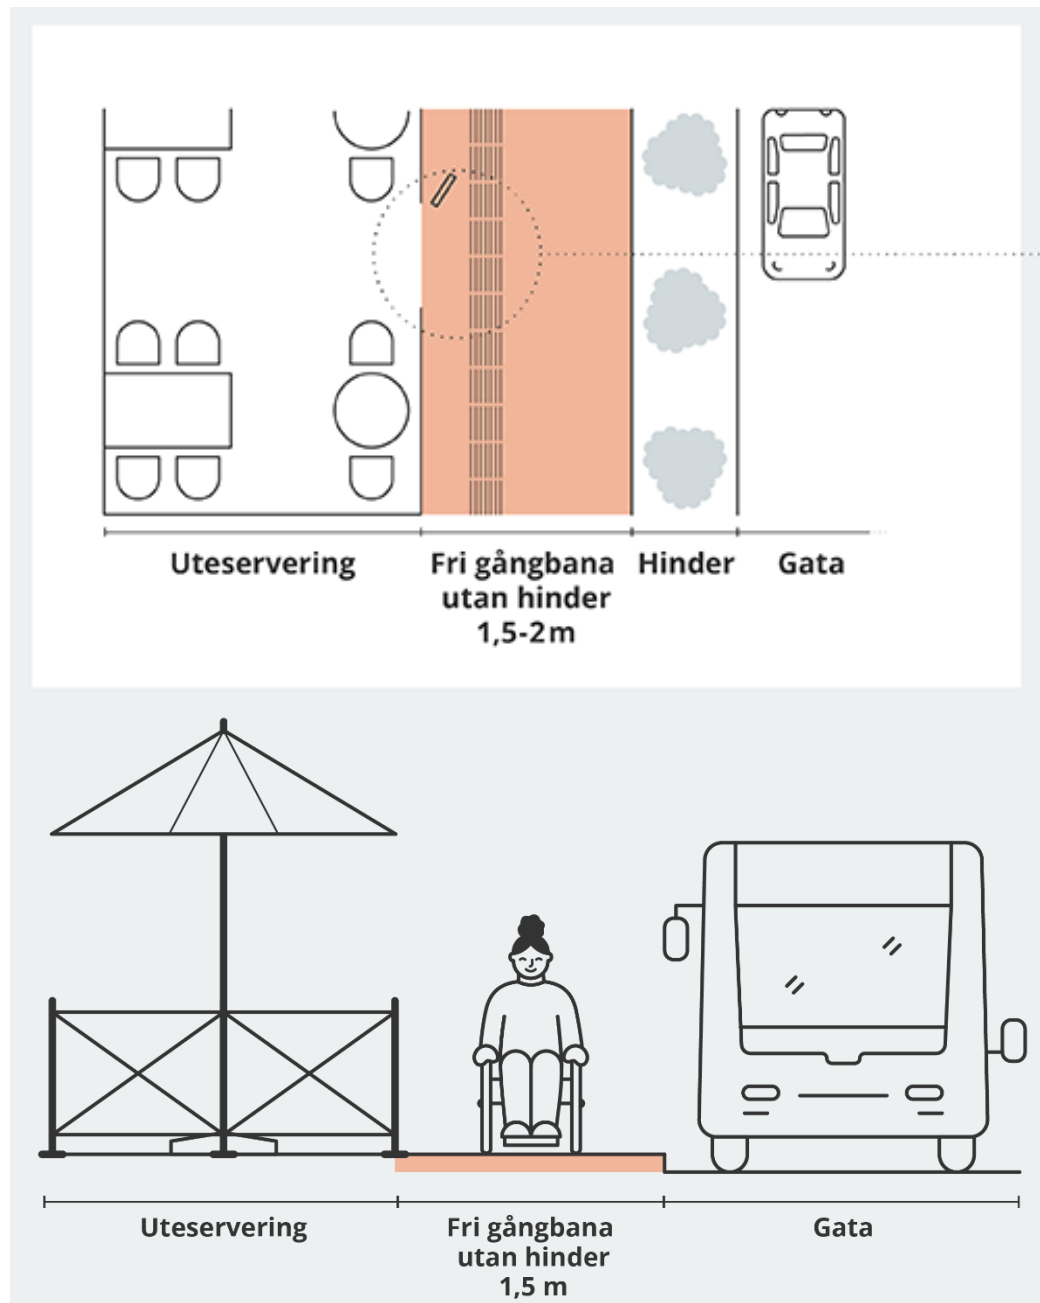 Uteservering
Fri gångbana
utan hinder
1,5-2m
Hinder
Gata
Uteservering
Fri gångbana
utan hinder
1,5 m
Gata